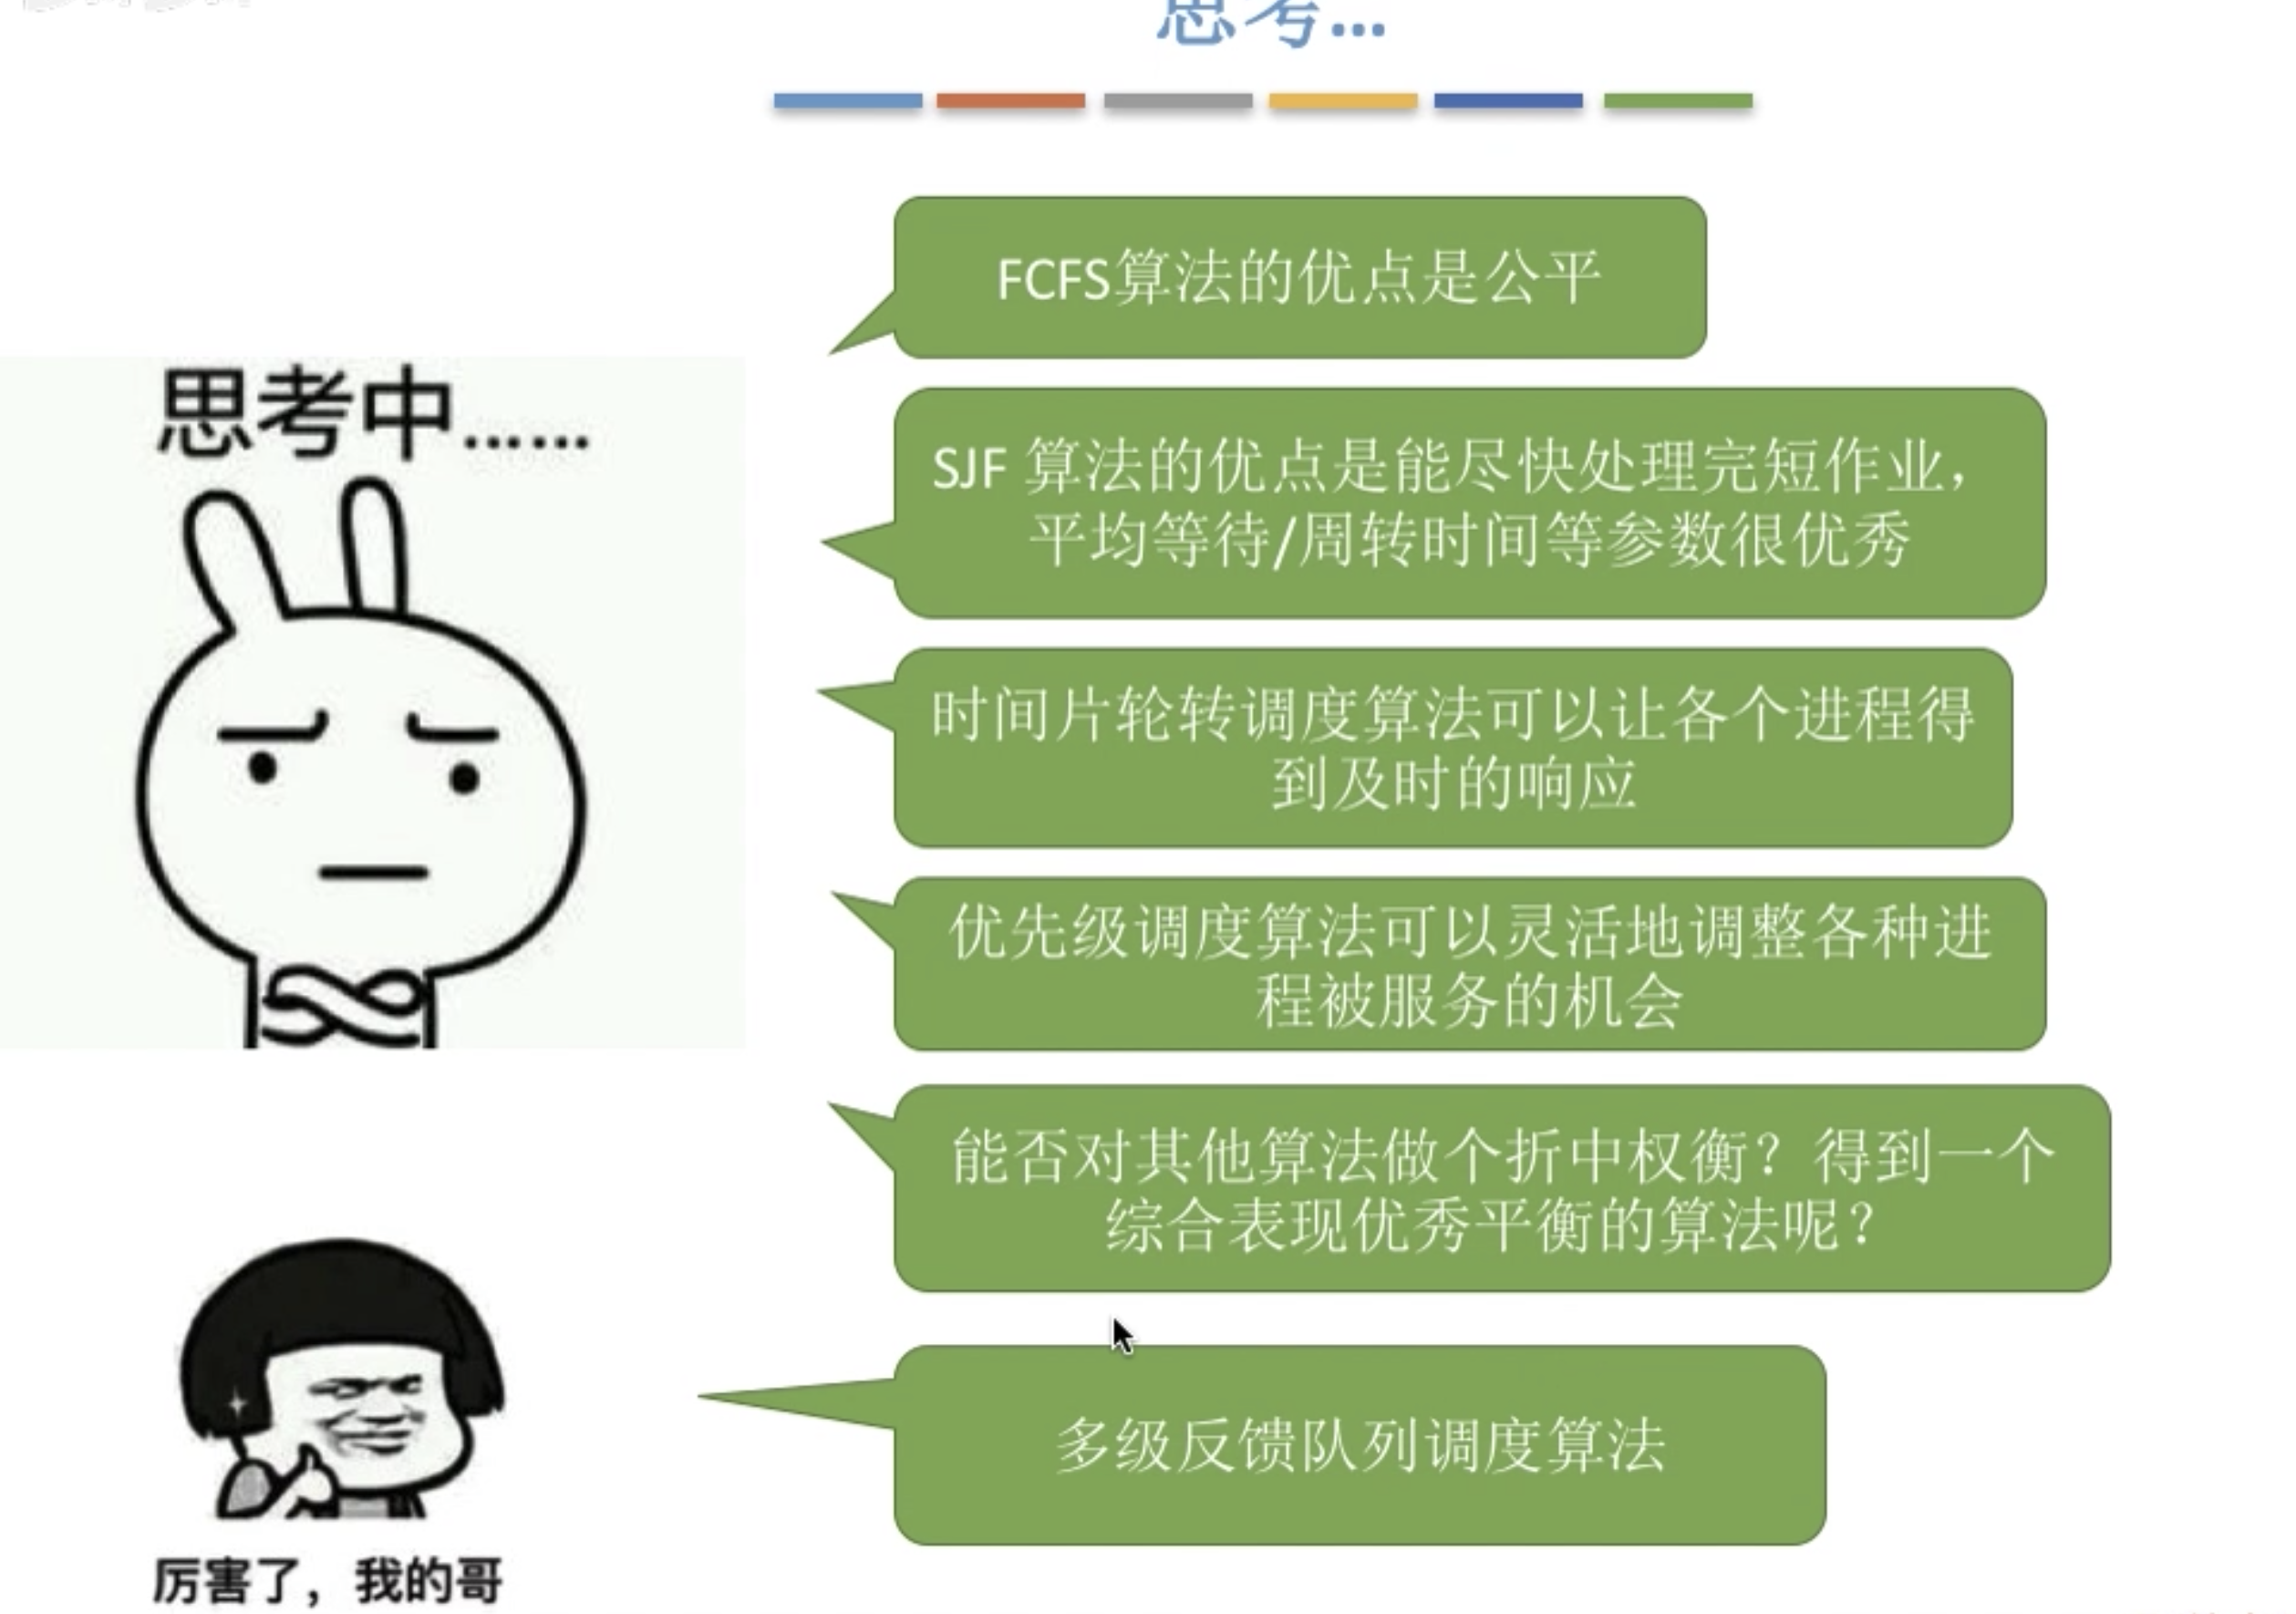 思考...
FCFS算法的优点是公平
思考中......
SJF 算法的优点是能尽快处理完短作业，
平均等待/周转时间等参数很优秀
时间片轮转调度算法可以让各个进程得
到及时的响应
优先级调度算法可以灵活地调整各种进
程被服务的机会
能否对其他算法做个折中权衡？得到一个
综合表现优秀平衡的算法呢？
多级反馈队列调度算法
厉害了，我的哥